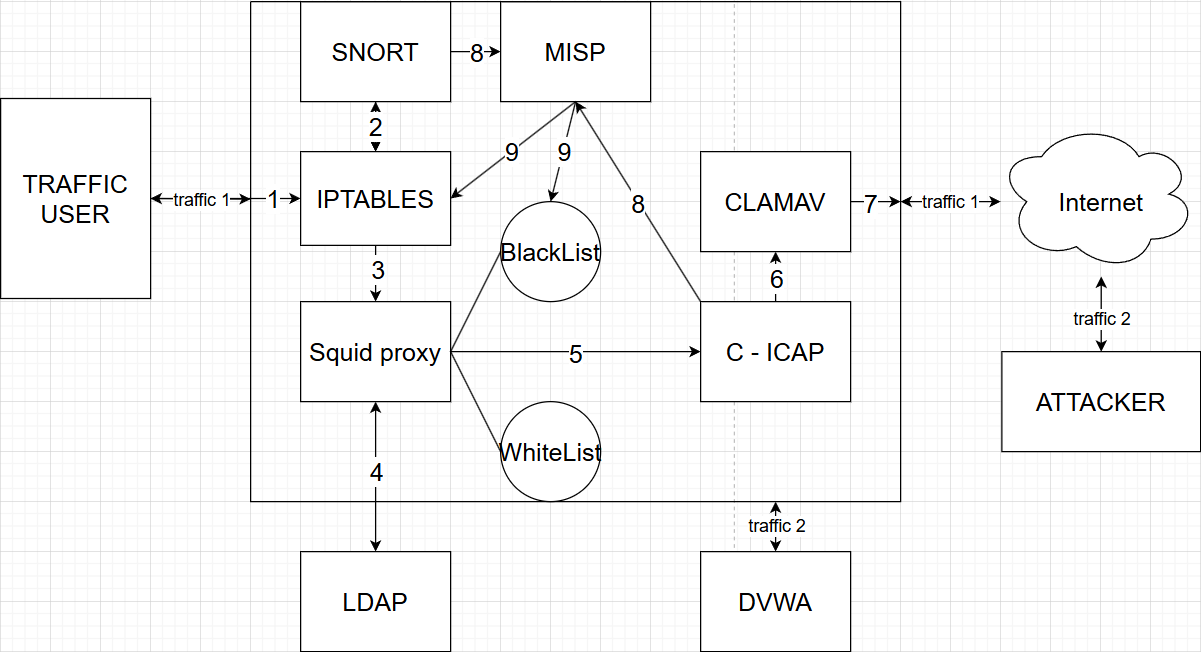 SNORT
8
MISP
2
9
9
TRAFFIC
USER
traffic 1
1
IPTABLES
8
CLAMAV
7
traffic 1
Internet
BlackList
3
6
traffic 2
Squid proxy
5
C - ICAP
ATTACKER
WhiteList
4
traffic 2
LDAP
DVWA